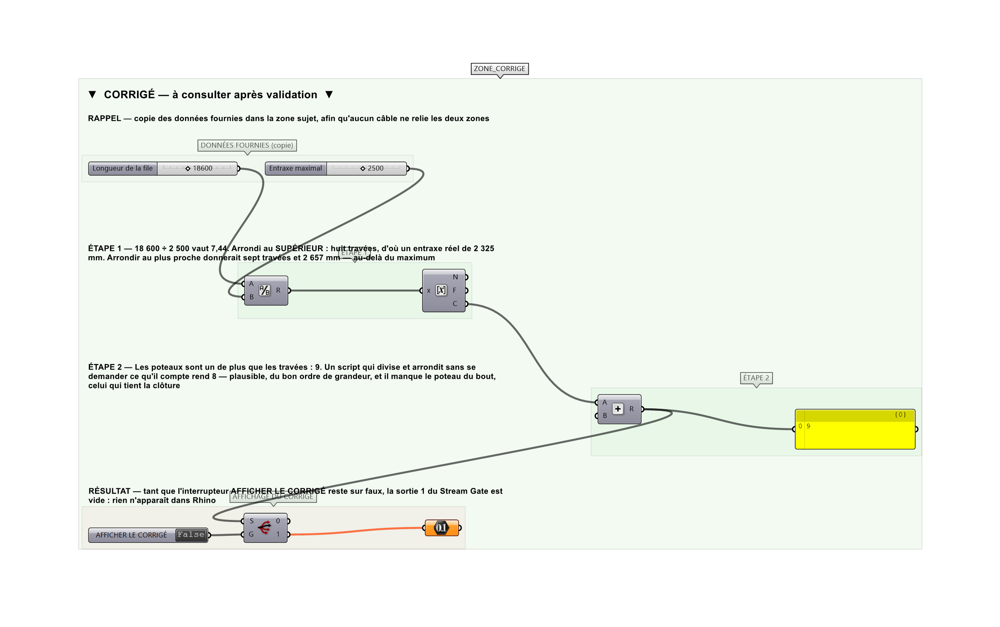 ZONE_CORRIGE
▼ CORRIGÉ — à consulter après validation ▼
RAPPEL — copie des données fournies dans la zone sujet, afin qu'aucun câble ne relie les deux zones
DONNÉES FOURNIES (copie)
Longueur de la file 18600
Entraxe maximal 2500
ÉTAPE 1 — 18 600 ÷ 2 500 vaut 7,44. Arrondi au SUPÉRIEUR : huit travées, d'où un entraxe réel de 2 325
mm. Arrondir au plus proche donnerait sept travées et 2 657 mm — au-delà du maximum
ÉTAPE 1
A
B
A/B
R
x
[x]
N
F
C
ÉTAPE 2 — Les poteaux sont un de plus que les travées : 9. Un script qui divise et arrondit sans se
demander ce qu'il compte rend 8 — plausible, du bon ordre de grandeur, et il manque le poteau du bout,
celui qui tient la clôture
ÉTAPE 2
A
B
+
R
{0}
0 9
RÉSULTAT — tant que l'interrupteur AFFICHER LE CORRIGÉ reste sur faux, la sortie 1 du Stream Gate est
vide : rien n'apparaît dans Rhino
AFFICHAGE DU CORRIGÉ
AFFICHER LE CORRIGÉ False
S
G
0
1
0.1